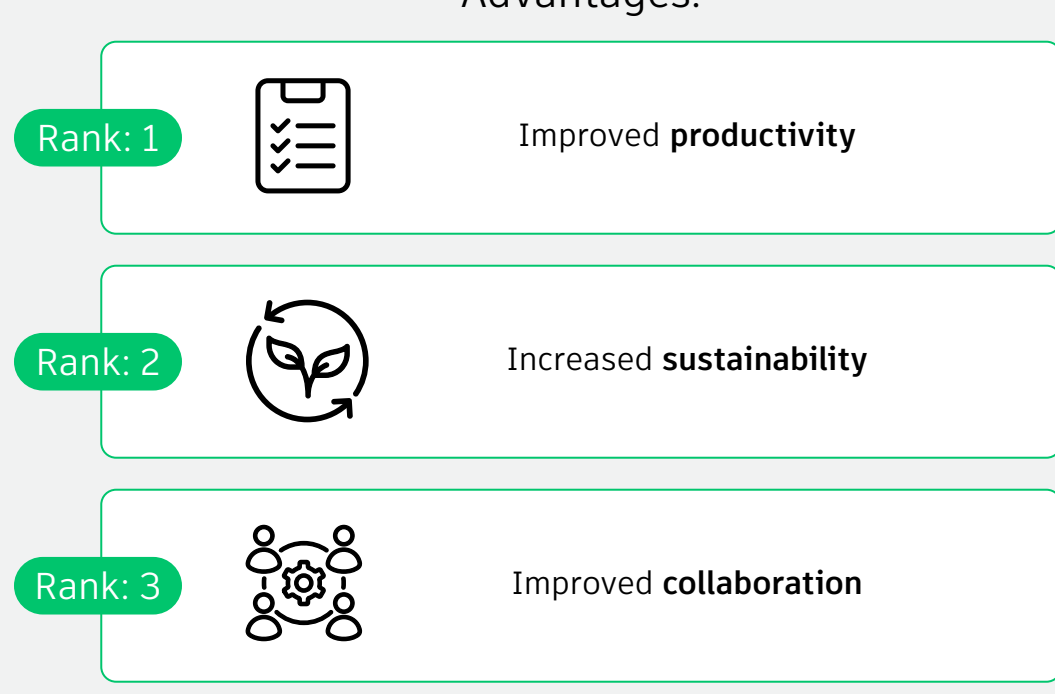 Advantages:
Rank: 1
Improved productivity
Rank: 2
Increased sustainability
Rank: 3
Improved collaboration